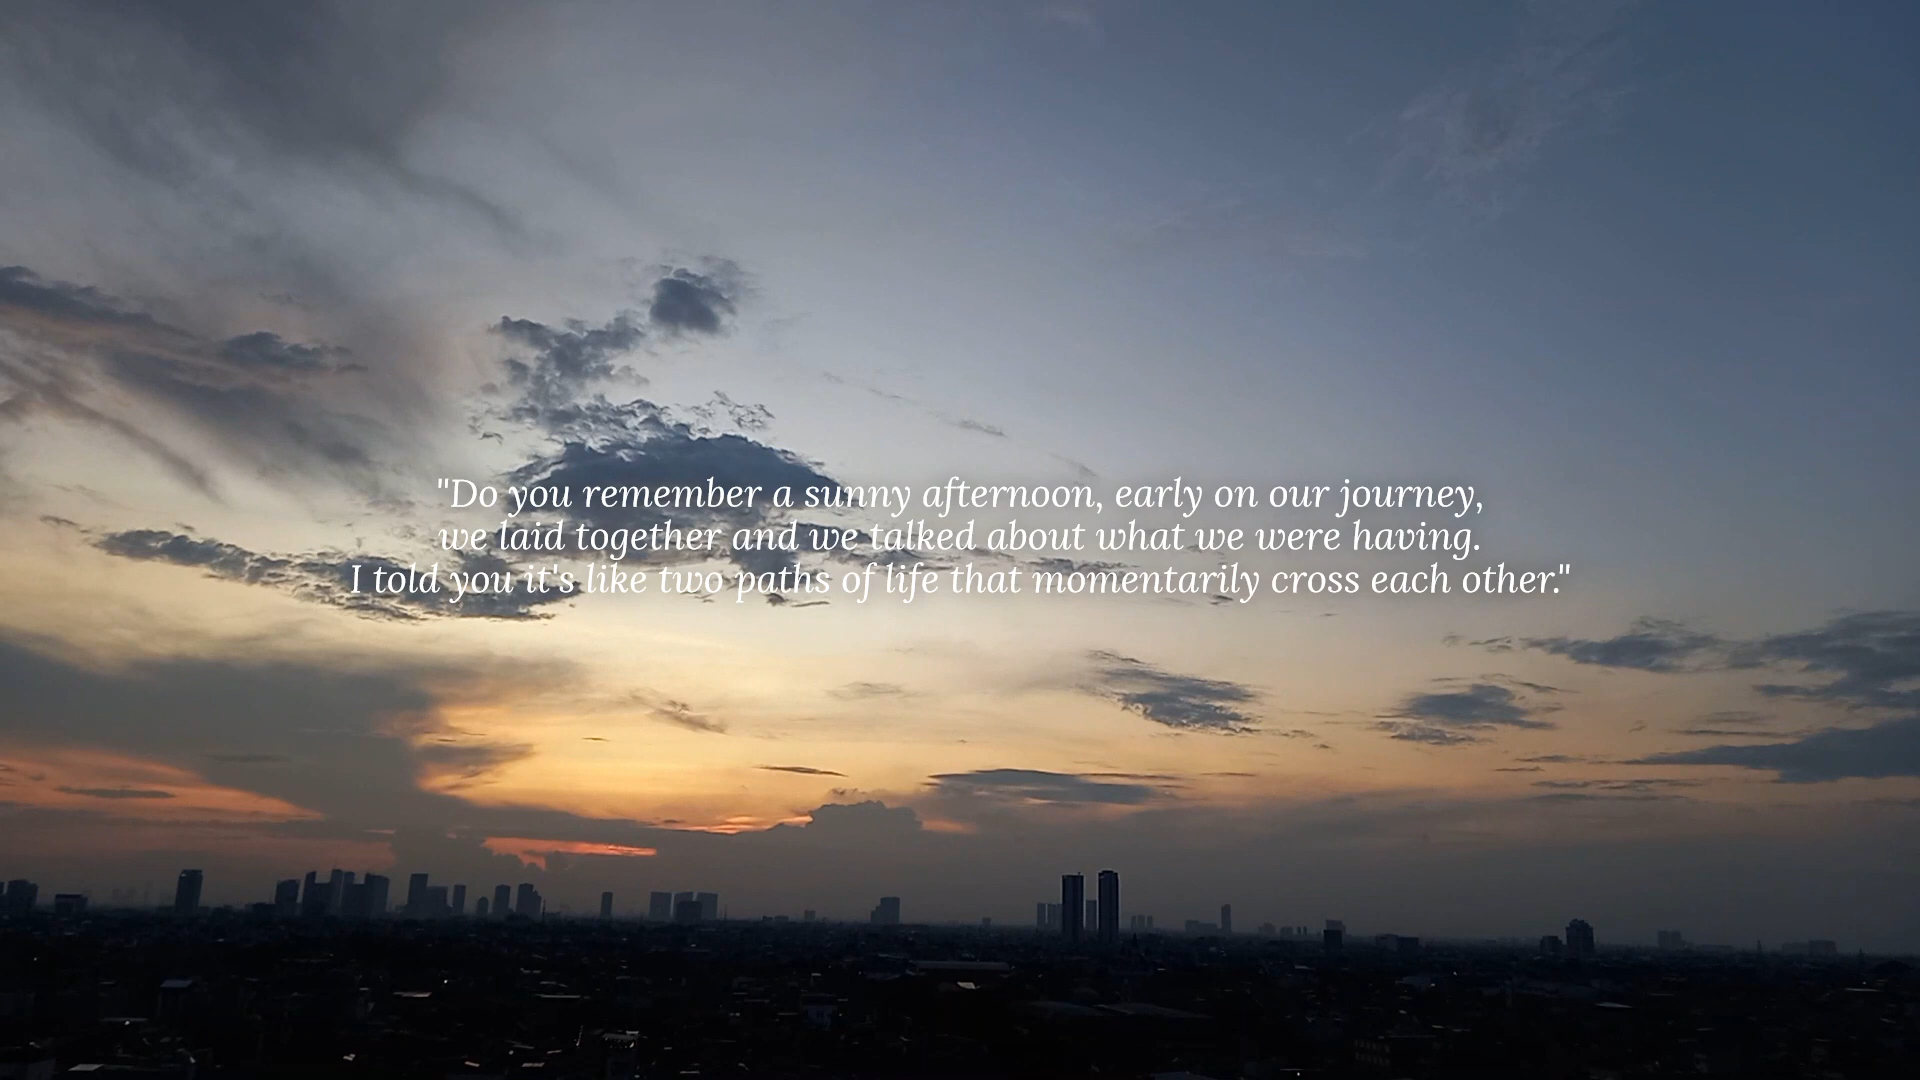 "Do you remember a sunny afternoon, early on our journey,
we laid together and we talked about what we were having.
I told you it's like two paths of life that momentarily cross each other."